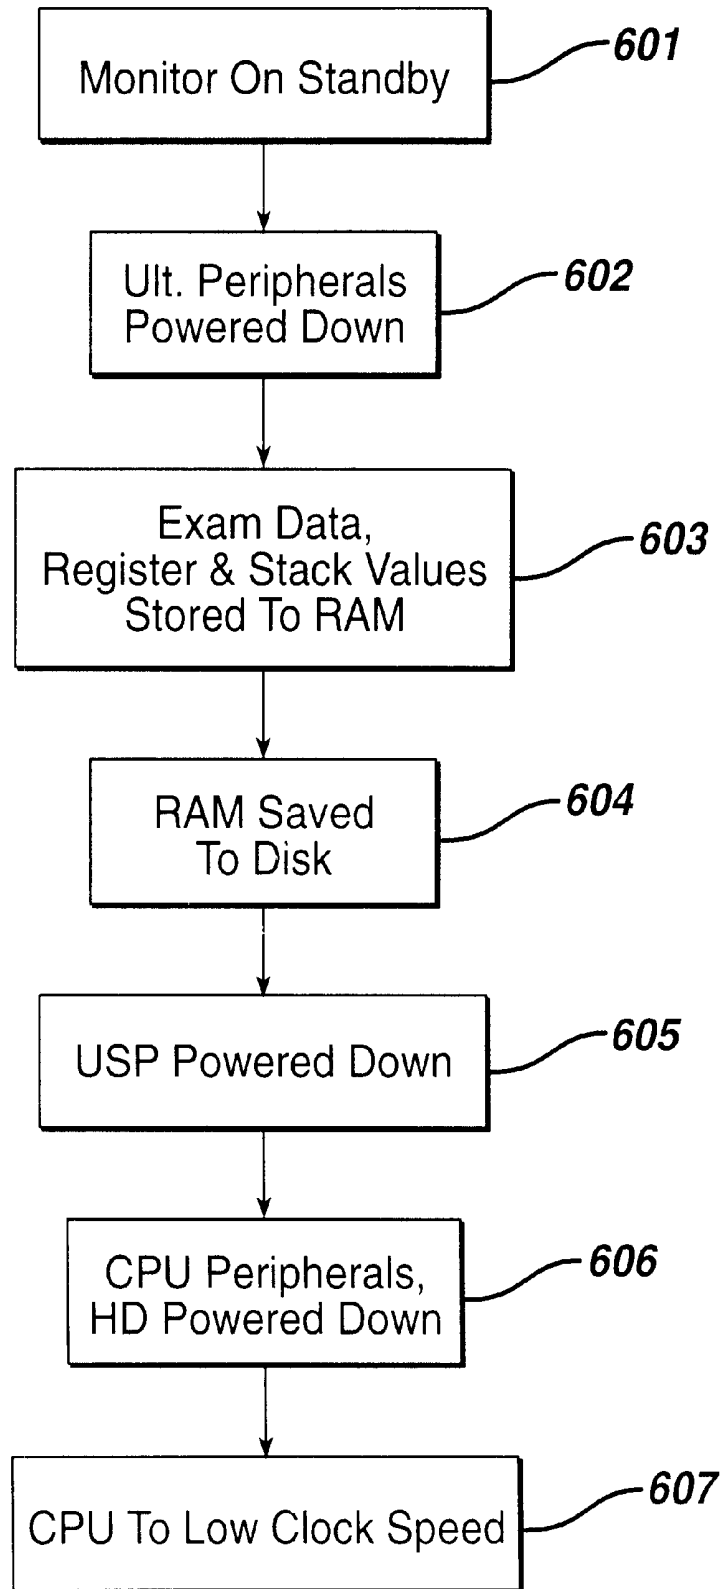 Monitor On Standby
601
Ult. Peripherals
Powered Down
602
Exam Data,
Register & Stack Values
Stored To RAM
603
RAM Saved
To Disk
604
USP Powered Down
605
CPU Peripherals,
HD Powered Down
606
CPU To Low Clock Speed
607